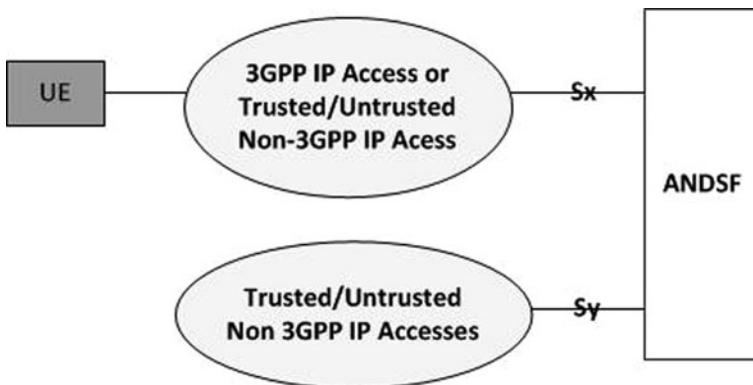 UE
3GPP IP Access or
Trusted/Untrusted
Non-3GPP IP Acess
Sx
ANDSF
Trusted/Untrusted
Non 3GPP IP Accesses
Sy